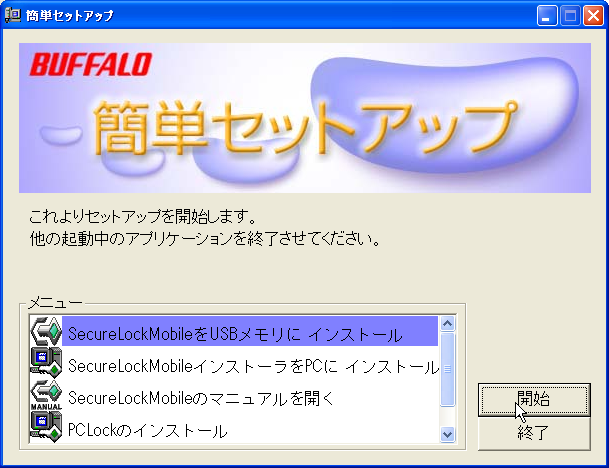 簡単セットアップ
BUFFALO
簡単セットアップ
これよりセットアップを開始します。
他の起動中のアプリケーションを終了させてください。
メニュー
SecureLockMobileをUSBメモリに インストール
SecureLockMobileインストーラをPCに インストール
MANUAL SecureLockMobileのマニュアルを開く
PCLockのインストール
開始
終了